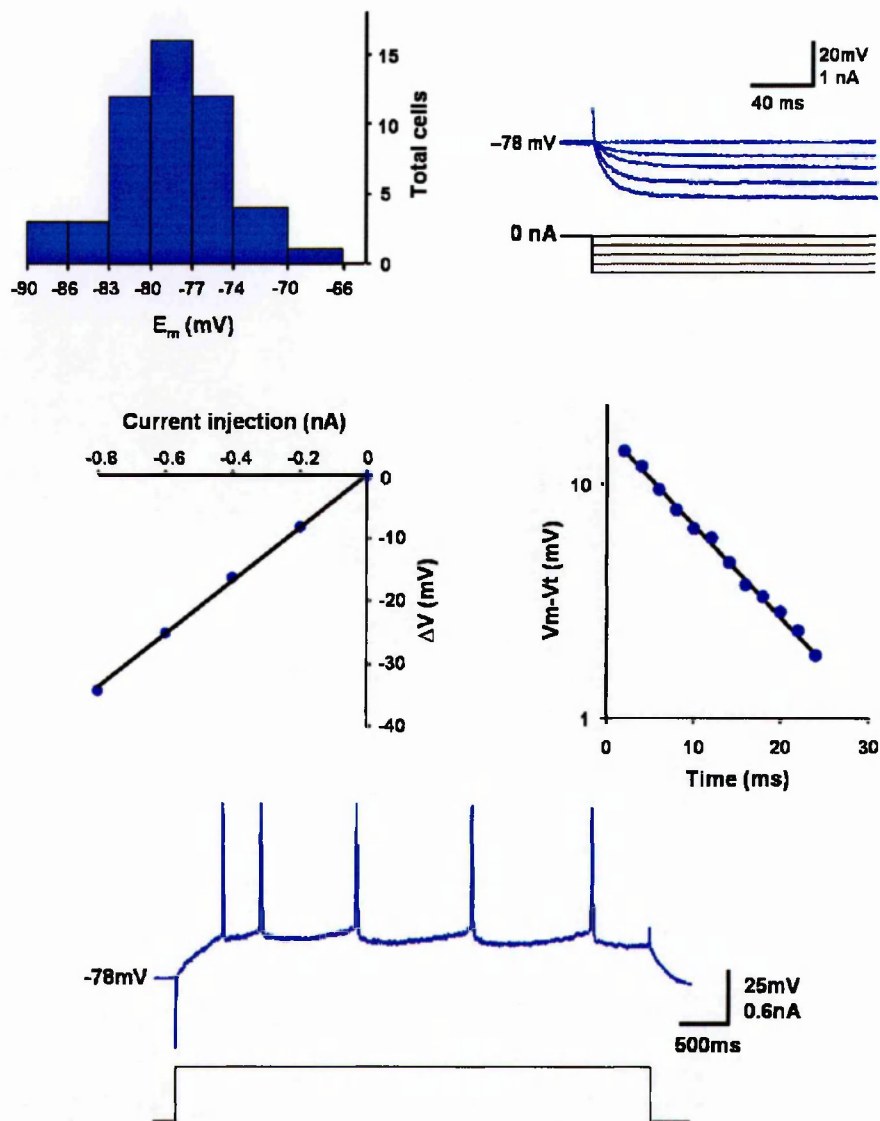 15
10
5
0
Total cells
-90 -86 -83 -80 -77 -74 -70 -66
Em (mV)
20mV
1 nA
40 ms
-78 mV
0 nA
Current injection (nA)
-0.8 -0.6 -0.4 -0.2 0
0
-10
-20
-30
-40
ΔV (mV)
10
1
Vm-Vt (mV)
0 10 20 30
Time (ms)
-78mV
25mV
0.6nA
500ms